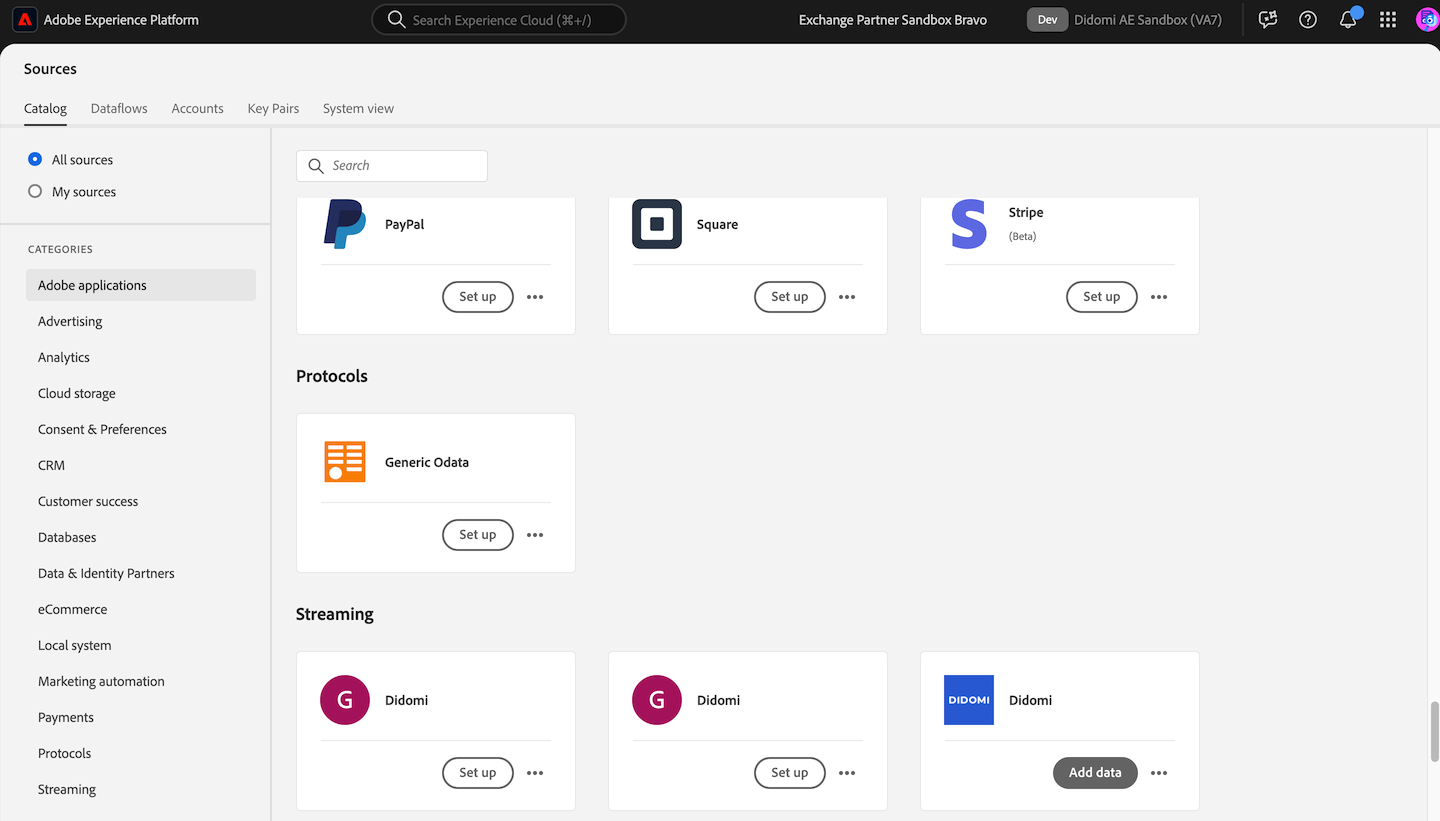 Adobe Experience Platform
Search Experience Cloud (⌘+/)
Exchange Partner Sandbox Bravo
Dev
Didomi AE Sandbox (VA7)
Sources
Catalog
Dataflows
Accounts
Key Pairs
System view
All sources
My sources
CATEGORIES
Adobe applications
Advertising
Analytics
Cloud storage
Consent & Preferences
CRM
Customer success
Databases
Data & Identity Partners
eCommerce
Local system
Marketing automation
Payments
Protocols
Streaming
Search
PayPal
Set up
Square
Set up
Stripe
(Beta)
Set up
Protocols
Generic Odata
Set up
Streaming
G
Didomi
Set up
G
Didomi
Set up
DIDOMI
Didomi
Add data